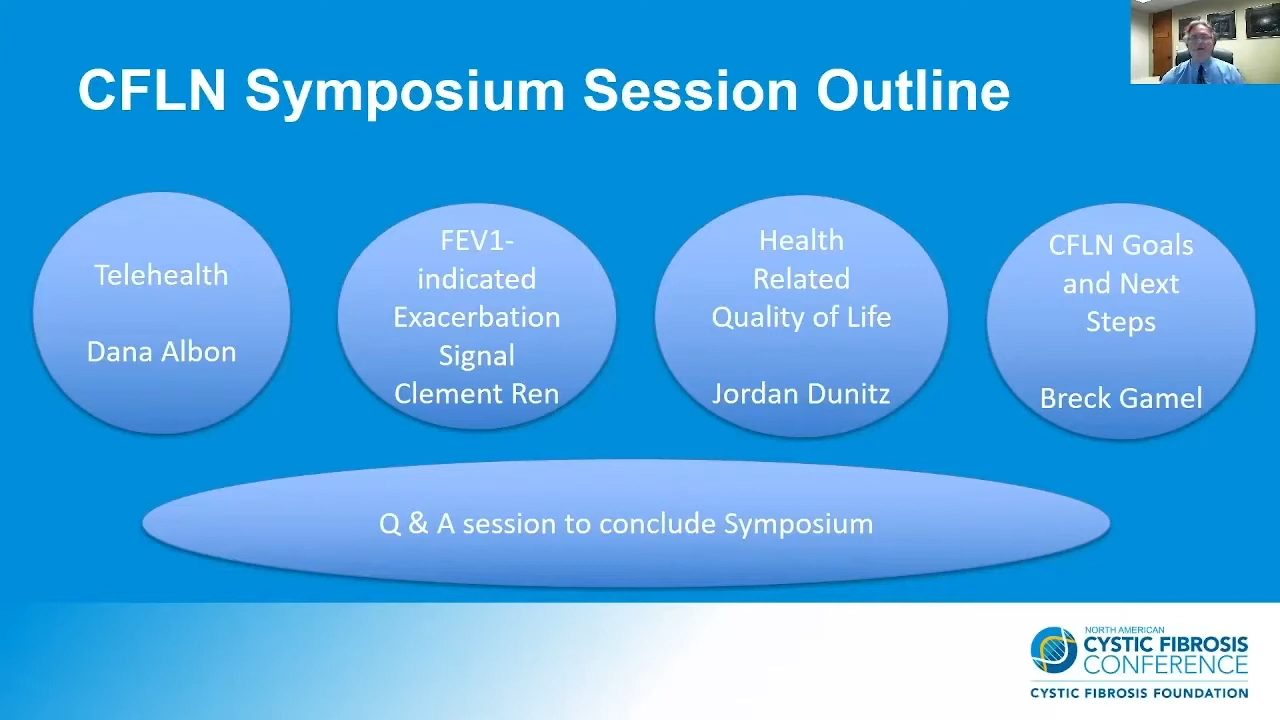 CFLN Symposium Session Outline
Telehealth
Dana Albon
FEV1-
indicated
Exacerbation
Signal
Clement Ren
Health
Related
Quality of Life
Jordan Dunitz
CFLN Goals
and Next
Steps
Breck Gamel
Q & A session to conclude Symposium
NORTH AMERICAN
CYSTIC FIBROSIS
CONFERENCE
CYSTIC FIBROSIS FOUNDATION